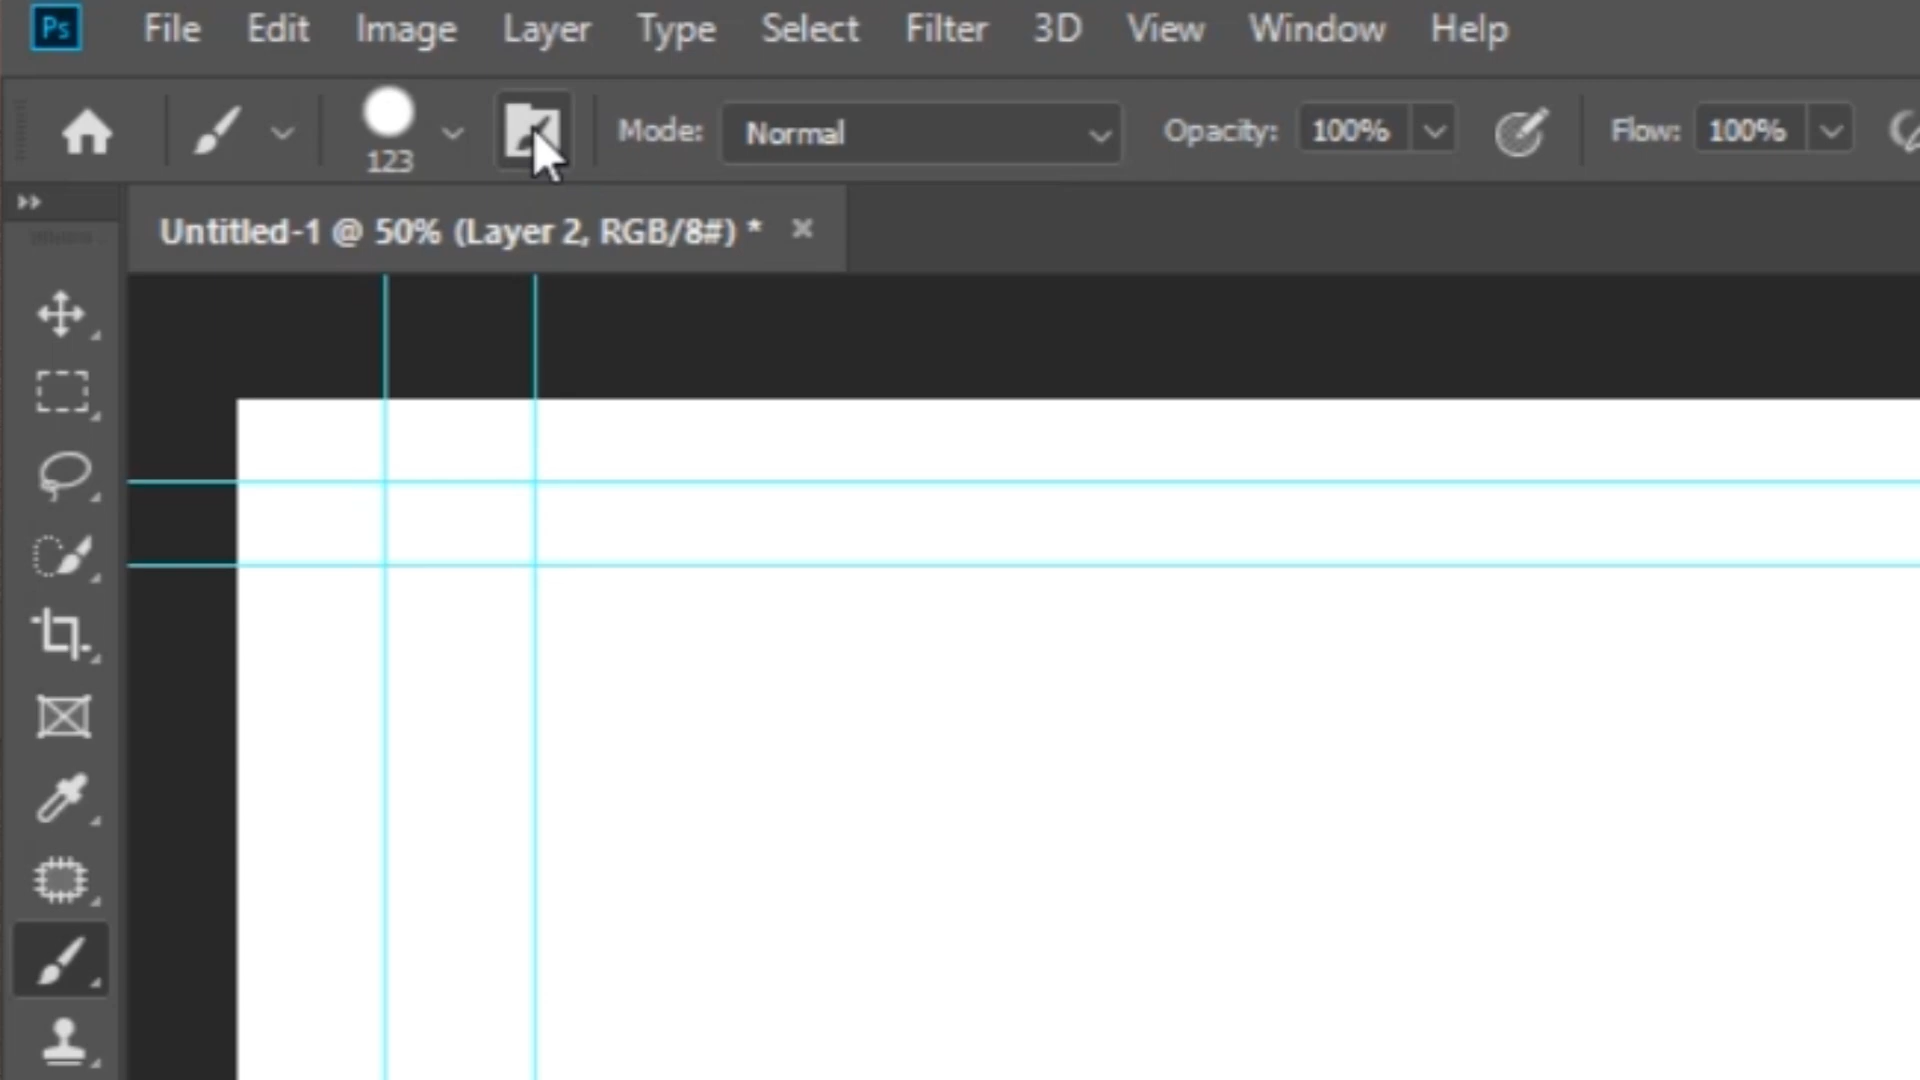 Ps File Edit Image Layer Type Select Filter 3D View Window Help
123 Mode: Normal Opacity: 100% Flow: 100%
Untitled-1 @ 50% (Layer 2, RGB/8#) *